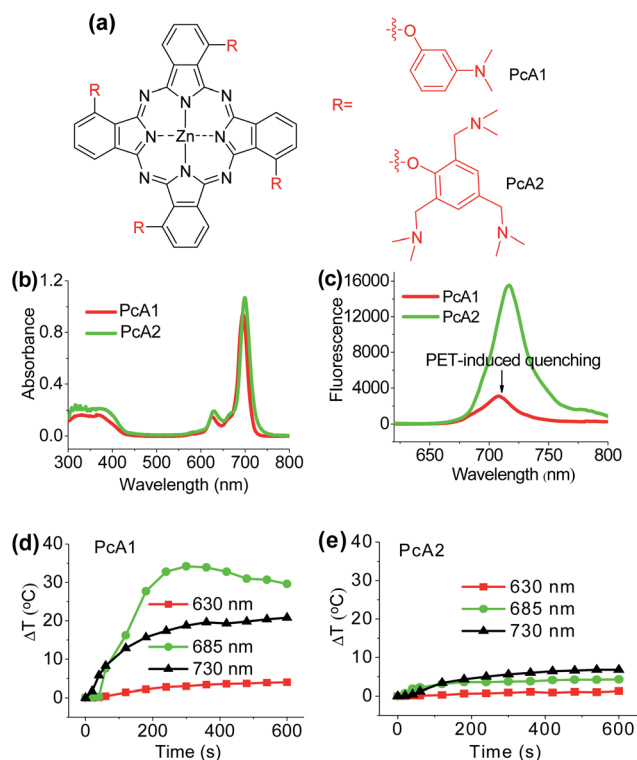 (a)
R
R
R
R
N
N
N
N
N
N
N
N
Zn
R=
O
N
PcA1
O
N
N
N
PcA2
(b)
PcA1
PcA2
Absorbance
1.2
0.8
0.4
0.0
300 400 500 600 700 800
Wavelength (nm)
(c)
PcA1
PcA2
PET-induced quenching
Fluorescence
16000
12000
8000
4000
0
650 700 750 800
Wavelength (nm)
(d) PcA1
ΔT (°C)
40
30
20
10
0
630 nm
685 nm
730 nm
0 200 400 600
Time (s)
(e) PcA2
ΔT (°C)
40
30
20
10
0
630 nm
685 nm
730 nm
0 200 400 600
Time (s)